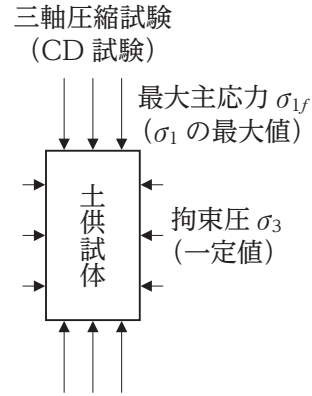 三軸圧縮試験
（CD 試験）
最大主応力 σ1f
（σ1 の最大値）
土供試体
拘束圧 σ3
（一定値）